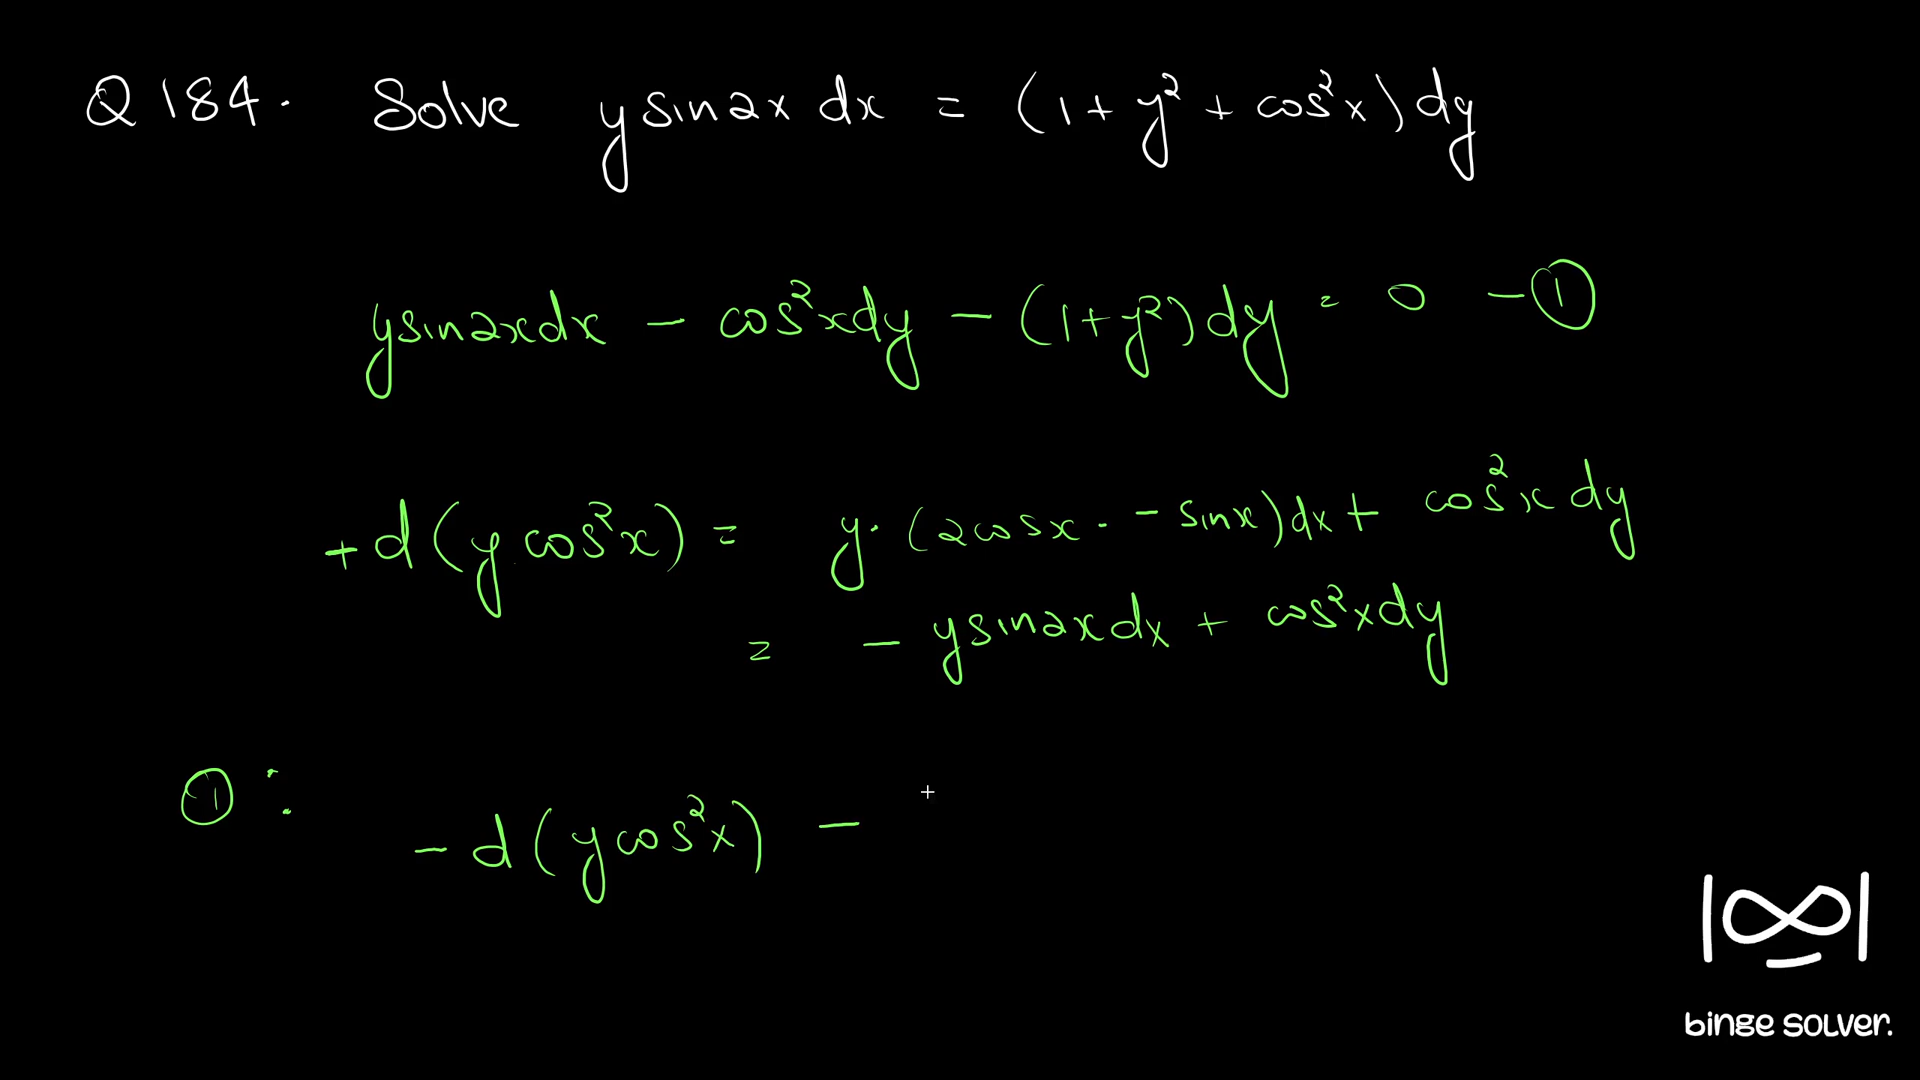 Q 184. Solve y sin2x dx = (1 + y² + cos²x) dy
y sin2x dx - cos²x dy - (1+y²) dy = 0 - ①
+ d (y cos²x) = y. (2cosx. - sinx) dx + cos²x dy
= - y sin2x dx + cos²x dy
① :
- d (y cos²x) -
|∞|
binge solver.